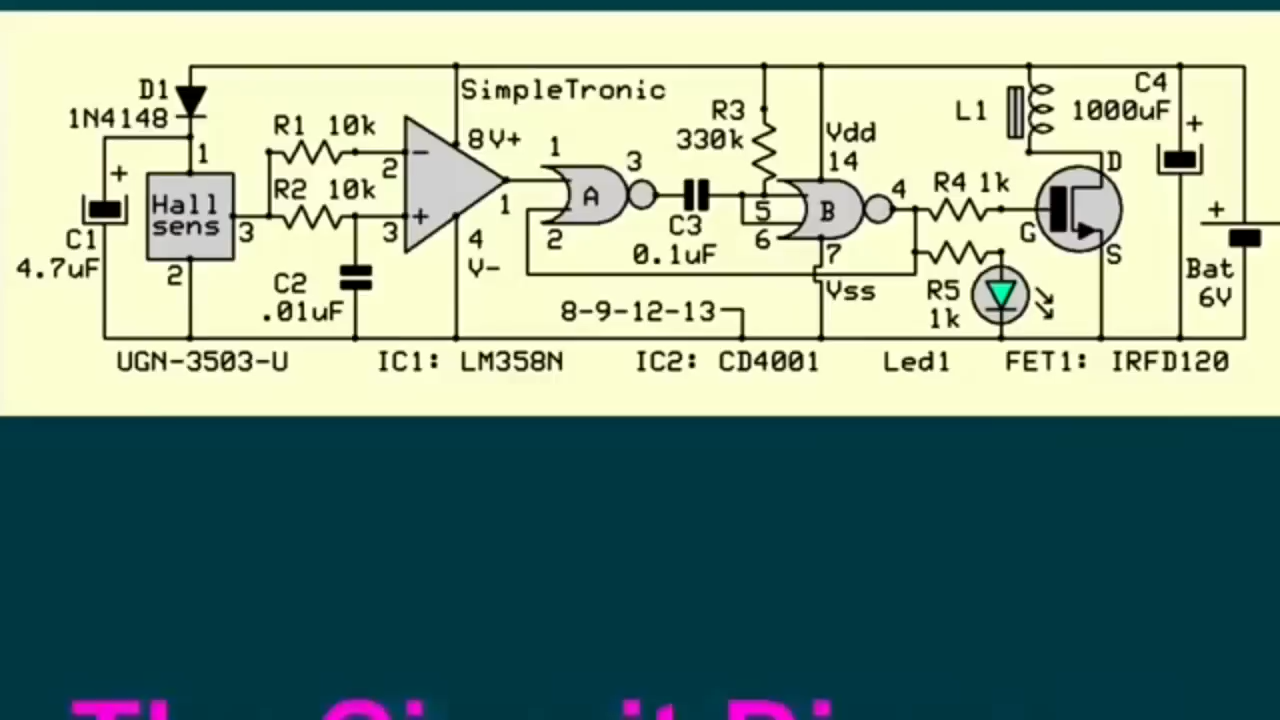 D1
1N4148
SimpleTronic
C4
1000uF
+
L1
R3
330k
R1 10k
8 V+
Vdd
14
1
2
−
1
3
D
+
R2 10k
Hall
sens
A
5
B
4
R4 1k
+
3
3
+
1
C3
0.1uF
6
G
S
C1
4.7uF
2
4
V-
2
7
Bat
6V
C2
.01uF
8-9-12-13
Vss
R5
1k
UGN-3503-U
IC1: LM358N
IC2: CD4001
Led1
FET1: IRFD120